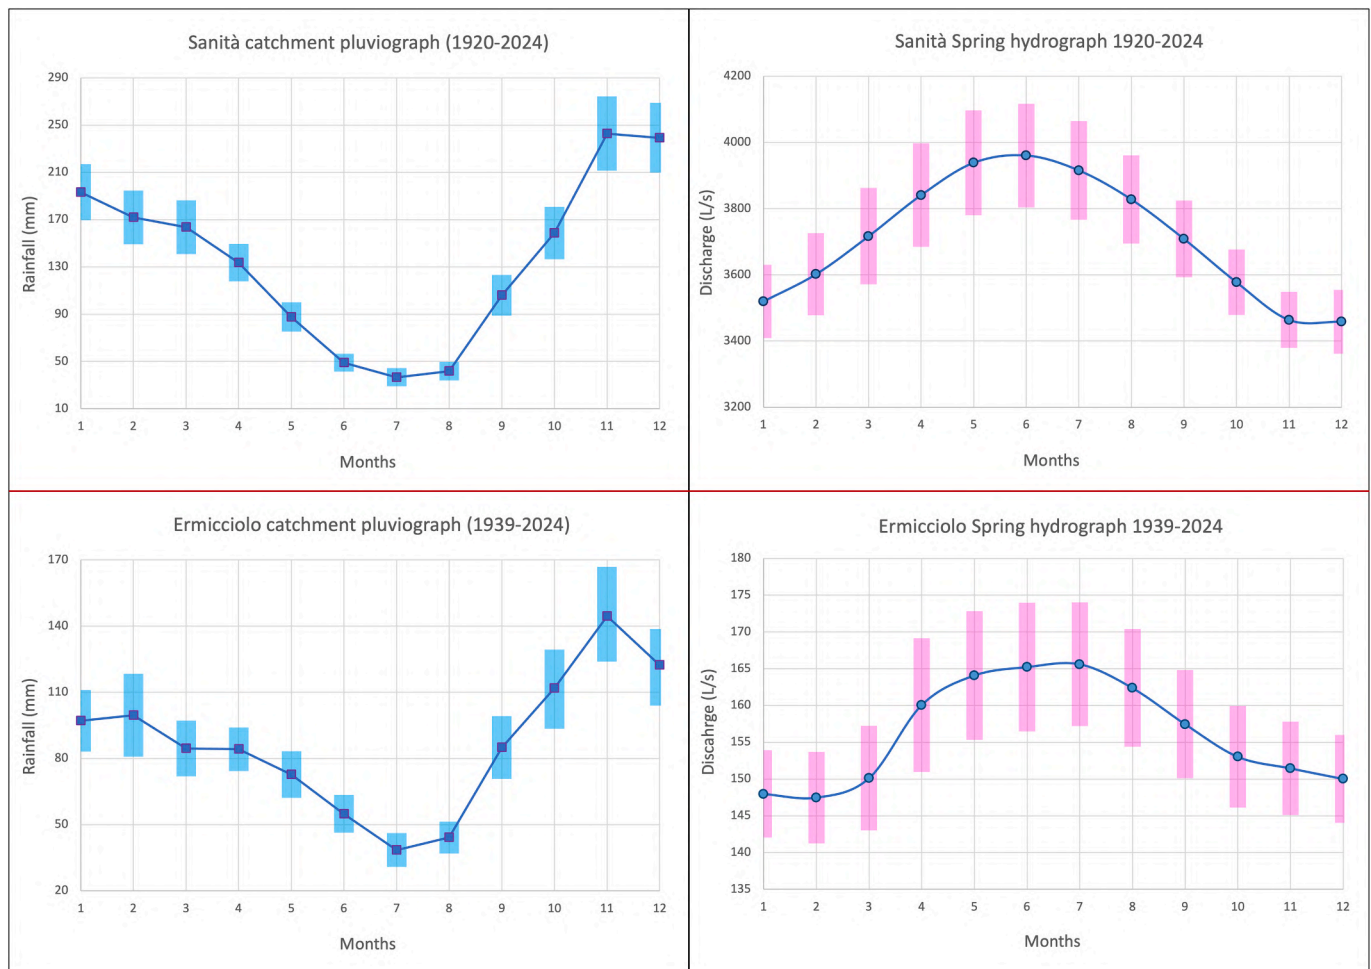 Sanità catchment pluviograph (1920-2024)
290
250
210
170
130
90
50
10
Rainfall (mm)
1 2 3 4 5 6 7 8 9 10 11 12
Months
Sanità Spring hydrograph 1920-2024
4200
4000
3800
3600
3400
3200
Discharge (L/s)
1 2 3 4 5 6 7 8 9 10 11 12
Months
Ermicciolo catchment pluviograph (1939-2024)
170
140
110
80
50
20
Rainfall (mm)
1 2 3 4 5 6 7 8 9 10 11 12
Months
Ermicciolo Spring hydrograph 1939-2024
180
175
170
165
160
155
150
145
140
135
Discahrge (L/s)
1 2 3 4 5 6 7 8 9 10 11 12
Months